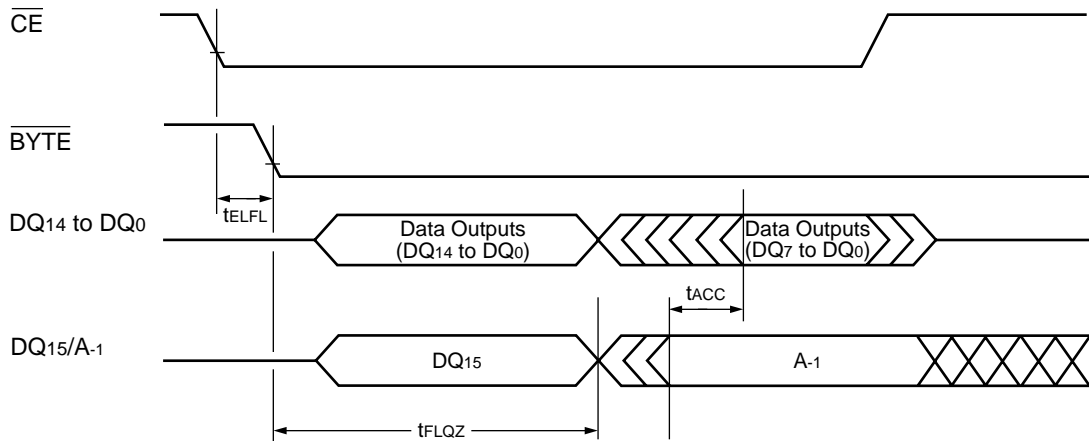 CE
BYTE
tELFL
DQ14 to DQ0
Data Outputs
(DQ14 to DQ0)
Data Outputs
(DQ7 to DQ0)
tACC
DQ15/A-1
DQ15
A-1
tFLQZ